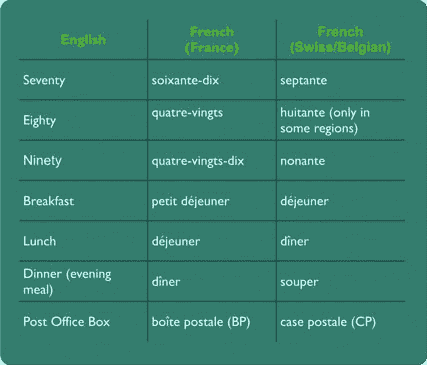 English French (France) French (Swiss/Belgian)
Seventy soixante-dix septante
Eighty quatre-vingts huitante (only in some regions)
Ninety quatre-vingts-dix nonante
Breakfast petit déjeuner déjeuner
Lunch déjeuner dîner
Dinner (evening meal) dîner souper
Post Office Box boîte postale (BP) case postale (CP)